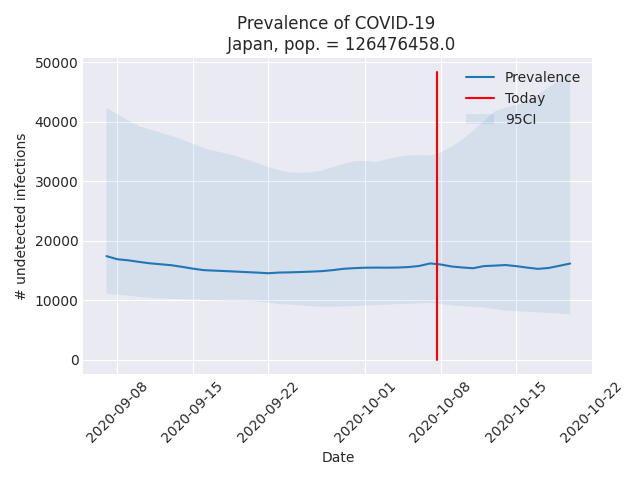 Prevalence of COVID-19
Japan, pop. = 126476458.0
50000
40000
30000
20000
10000
0
# undetected infections
Prevalence
Today
95CI
2020-09-08
2020-09-15
2020-09-22
2020-10-01
2020-10-08
2020-10-15
2020-10-22
Date